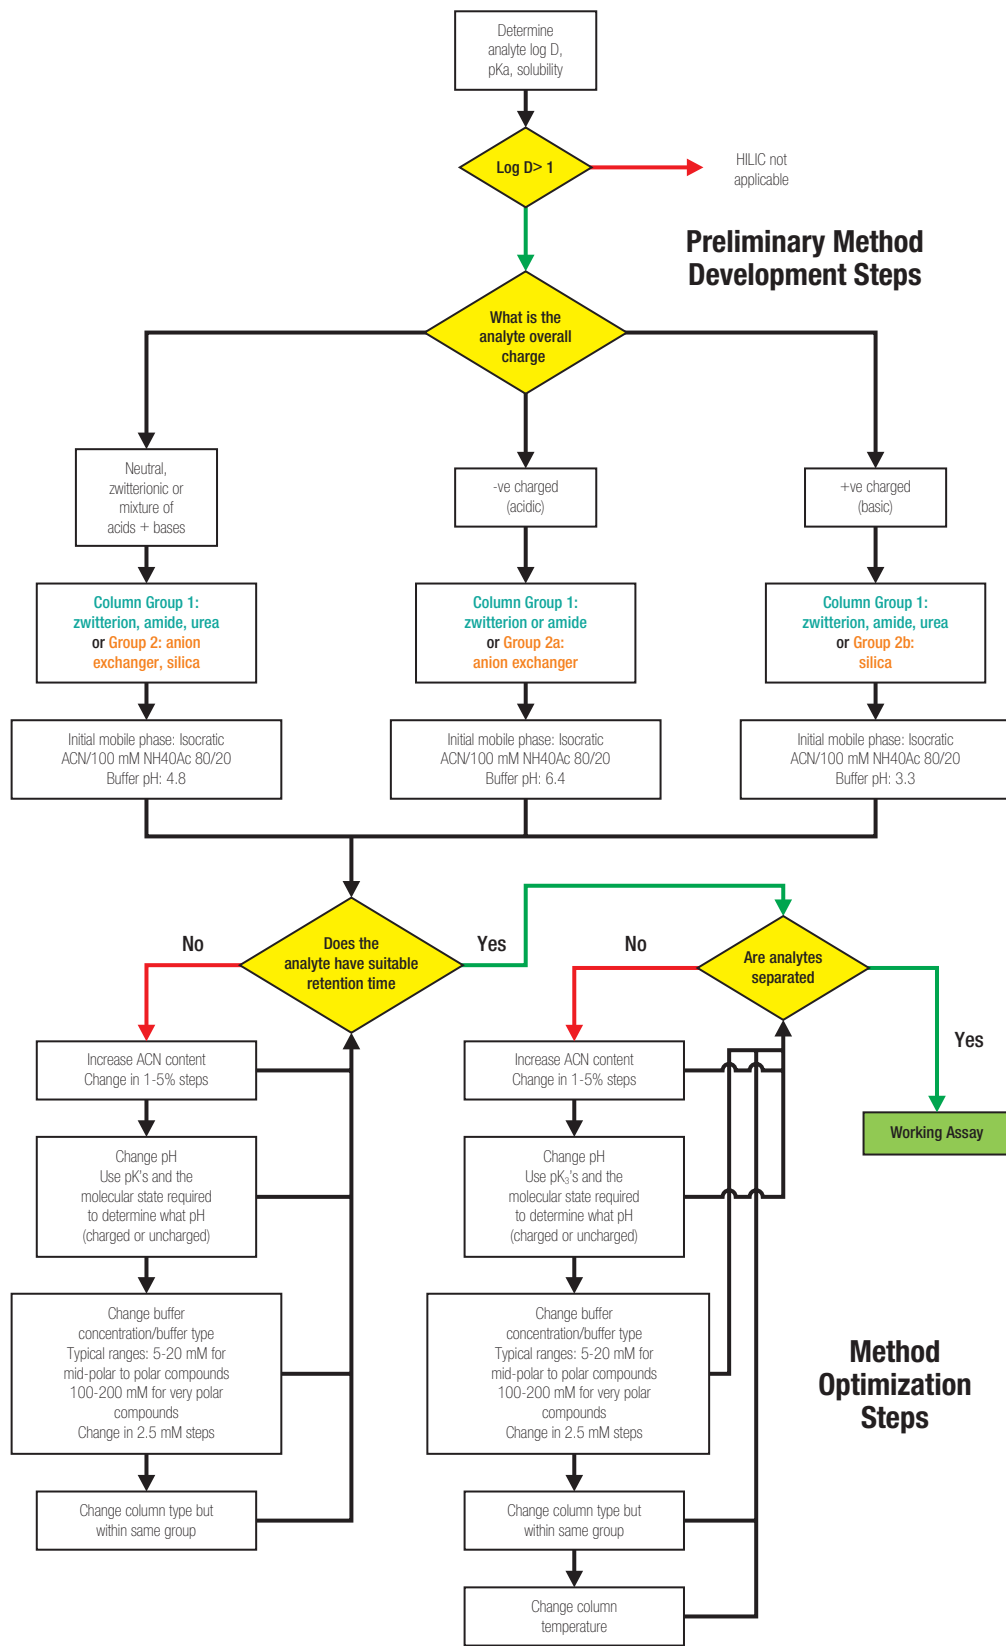 Determine
analyte log D,
pKa, solubility
Log D> 1
HILIC not
applicable
Preliminary Method
Development Steps
What is the
analyte overall
charge
Neutral,
zwitterionic or
mixture of
acids + bases
-ve charged
(acidic)
+ve charged
(basic)
Column Group 1:
zwitterion, amide, urea
or Group 2: anion
exchanger, silica
Column Group 1:
zwitterion or amide
or Group 2a:
anion exchanger
Column Group 1:
zwitterion, amide, urea
or Group 2b:
silica
Initial mobile phase: Isocratic
ACN/100 mM NH40Ac 80/20
Buffer pH: 4.8
Initial mobile phase: Isocratic
ACN/100 mM NH40Ac 80/20
Buffer pH: 6.4
Initial mobile phase: Isocratic
ACN/100 mM NH40Ac 80/20
Buffer pH: 3.3
No
Does the
analyte have suitable
retention time
Yes
No
Are analytes
separated
Yes
Increase ACN content
Change in 1-5% steps
Change pH
Use pK's and the
molecular state required
to determine what pH
(charged or uncharged)
Change buffer
concentration/buffer type
Typical ranges: 5-20 mM for
mid-polar to polar compounds
100-200 mM for very polar
compounds
Change in 2.5 mM steps
Change column type but
within same group
Increase ACN content
Change in 1-5% steps
Change pH
Use pK₃'s and the
molecular state required
to determine what pH
(charged or uncharged)
Change buffer
concentration/buffer type
Typical ranges: 5-20 mM for
mid-polar to polar compounds
100-200 mM for very polar
compounds
Change in 2.5 mM steps
Change column type but
within same group
Change column
temperature
Working Assay
Method
Optimization
Steps